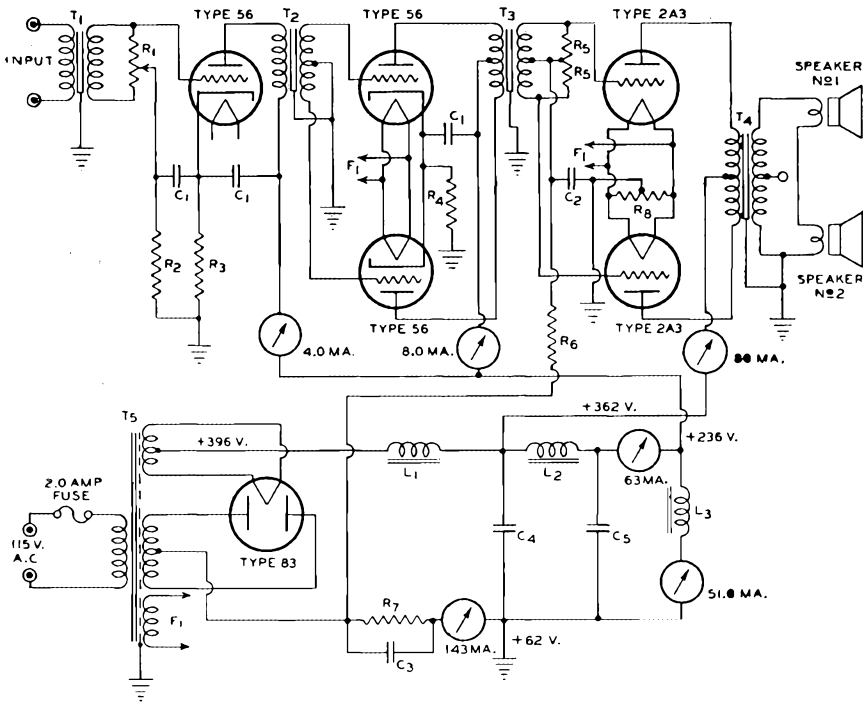 TYPE 56
TYPE 56
TYPE 2A3
T1
T2
T3
INPUT
R1
R5
R5
SPEAKER
Nº1
T4
C1
C1
C1
F1
R4
F1
C2
R8
R2
R3
SPEAKER
Nº2
TYPE 56
TYPE 2A3
R6
4.0 MA.
8.0 MA.
+362 V.
+236 V.
T5
+396 V.
2.0 AMP
FUSE
L1
L2
63 MA.
L3
115 V.
A.C
TYPE 83
C4
C5
51.0 MA.
F1
R7
+62 V.
143 MA.
C3